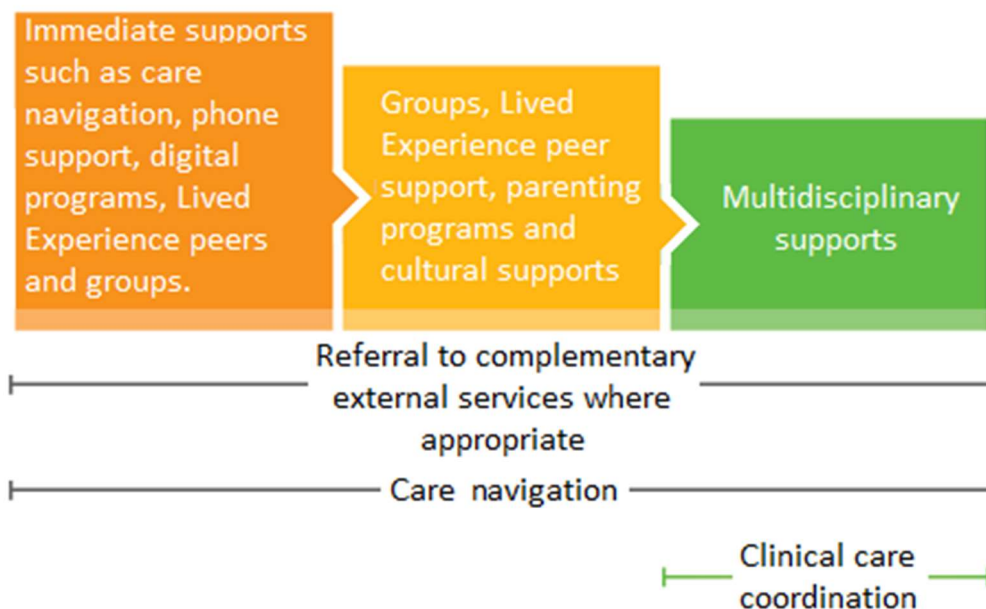 Immediate supports
such as care
navigation, phone
support, digital
programs, Lived
Experience peers
and groups.
Groups, Lived
Experience peer
support, parenting
programs and
cultural supports
Multidisciplinary
supports
Referral to complementary
external services where
appropriate
Care navigation
Clinical care
coordination